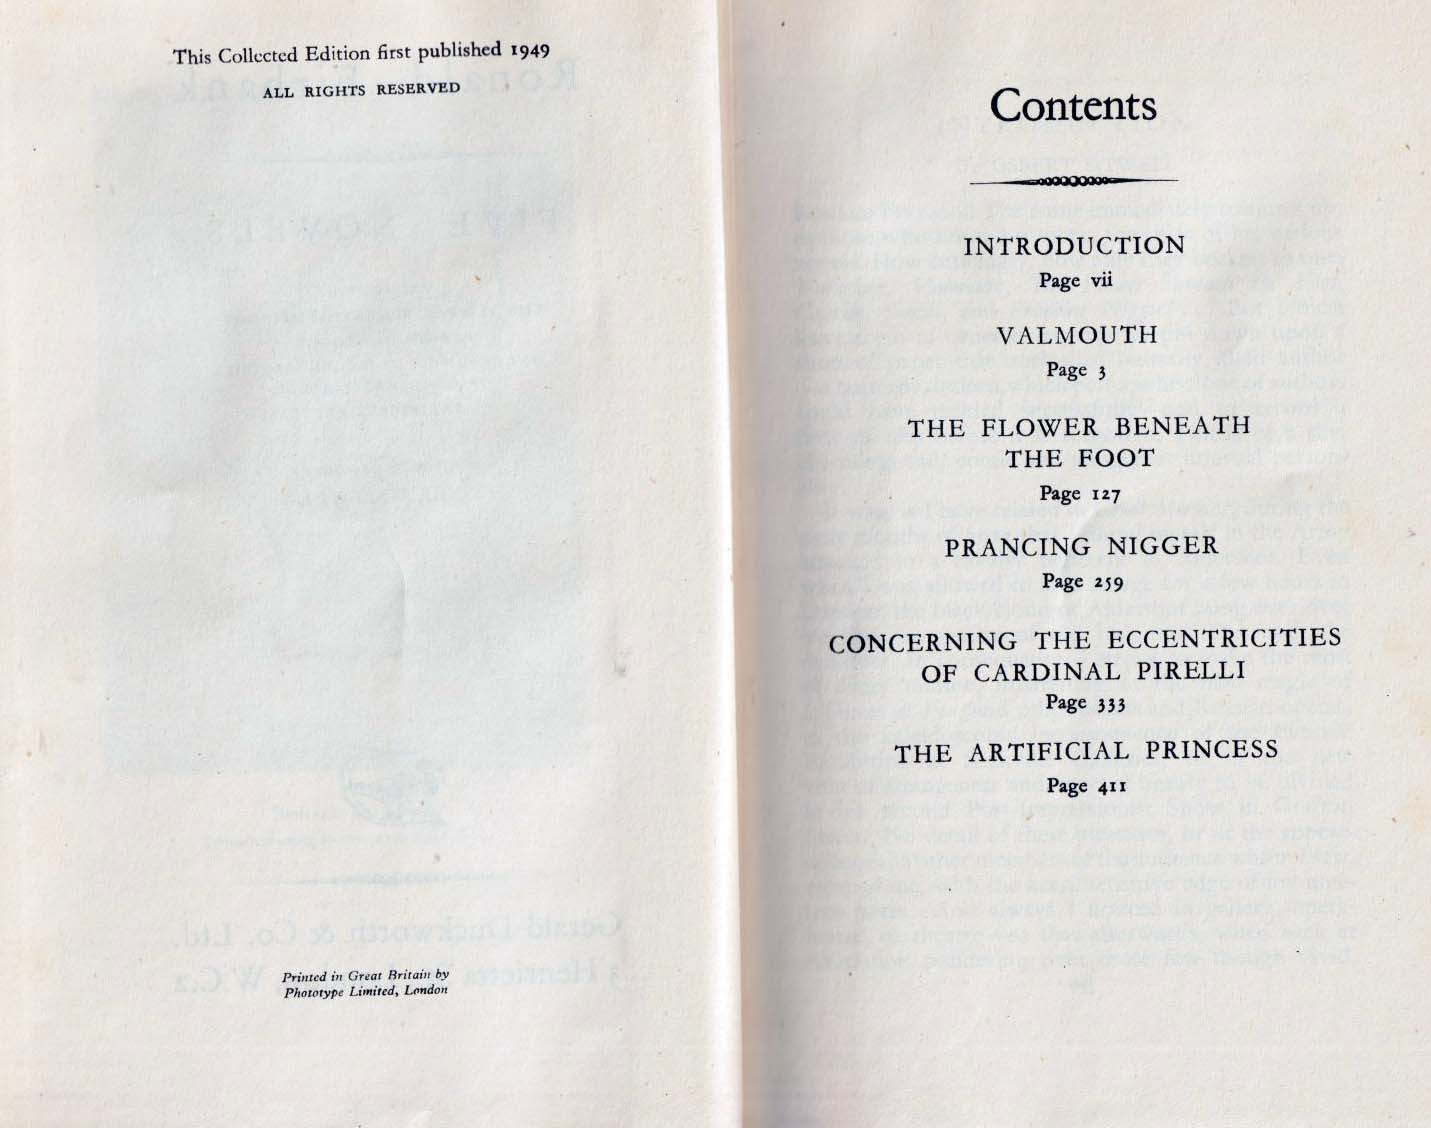 This Collected Edition first published 1949
ALL RIGHTS RESERVED
Printed in Great Britain by
Phototype Limited, London
Contents
INTRODUCTION
Page vii
VALMOUTH
Page 3
THE FLOWER BENEATH
THE FOOT
Page 127
PRANCING NIGGER
Page 259
CONCERNING THE ECCENTRICITIES
OF CARDINAL PIRELLI
Page 333
THE ARTIFICIAL PRINCESS
Page 411